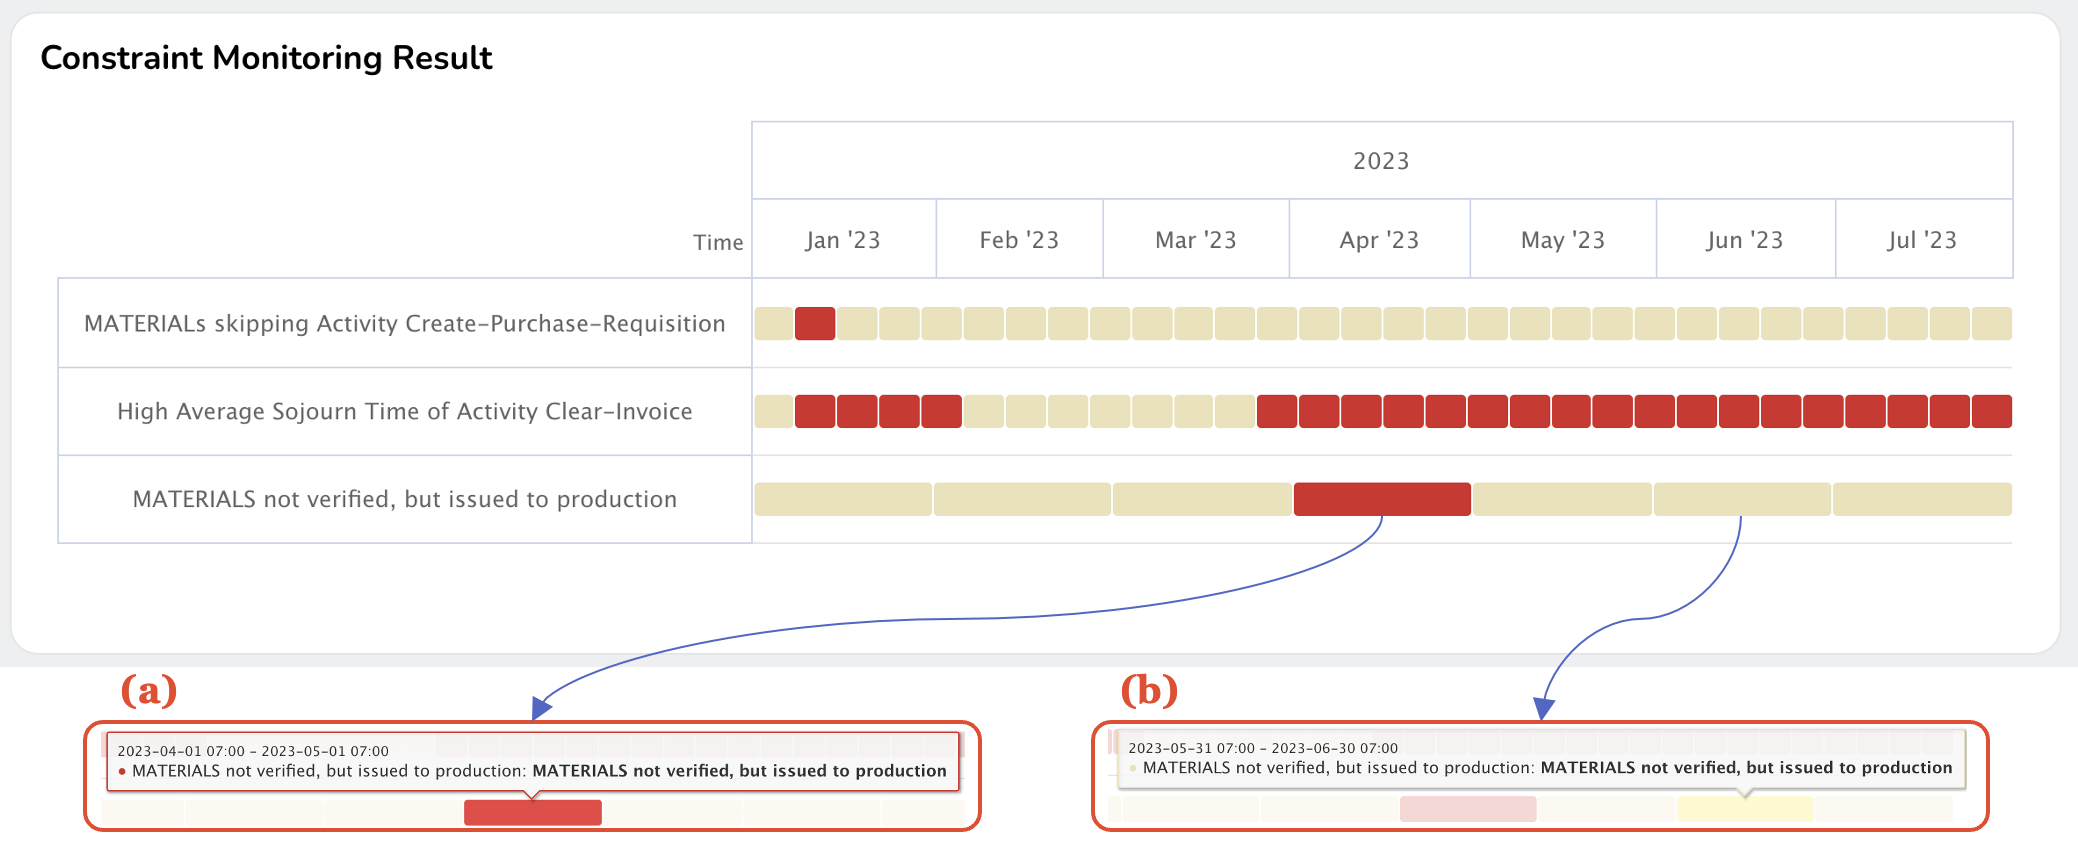 Constraint Monitoring Result
2023
Time
Jan '23
Feb '23
Mar '23
Apr '23
May '23
Jun '23
Jul '23
MATERIALs skipping Activity Create-Purchase-Requisition
High Average Sojourn Time of Activity Clear-Invoice
MATERIALS not verified, but issued to production
(a)
2023-04-01 07:00 - 2023-05-01 07:00
MATERIALS not verified, but issued to production: MATERIALS not verified, but issued to production
(b)
2023-05-31 07:00 - 2023-06-30 07:00
MATERIALS not verified, but issued to production: MATERIALS not verified, but issued to production